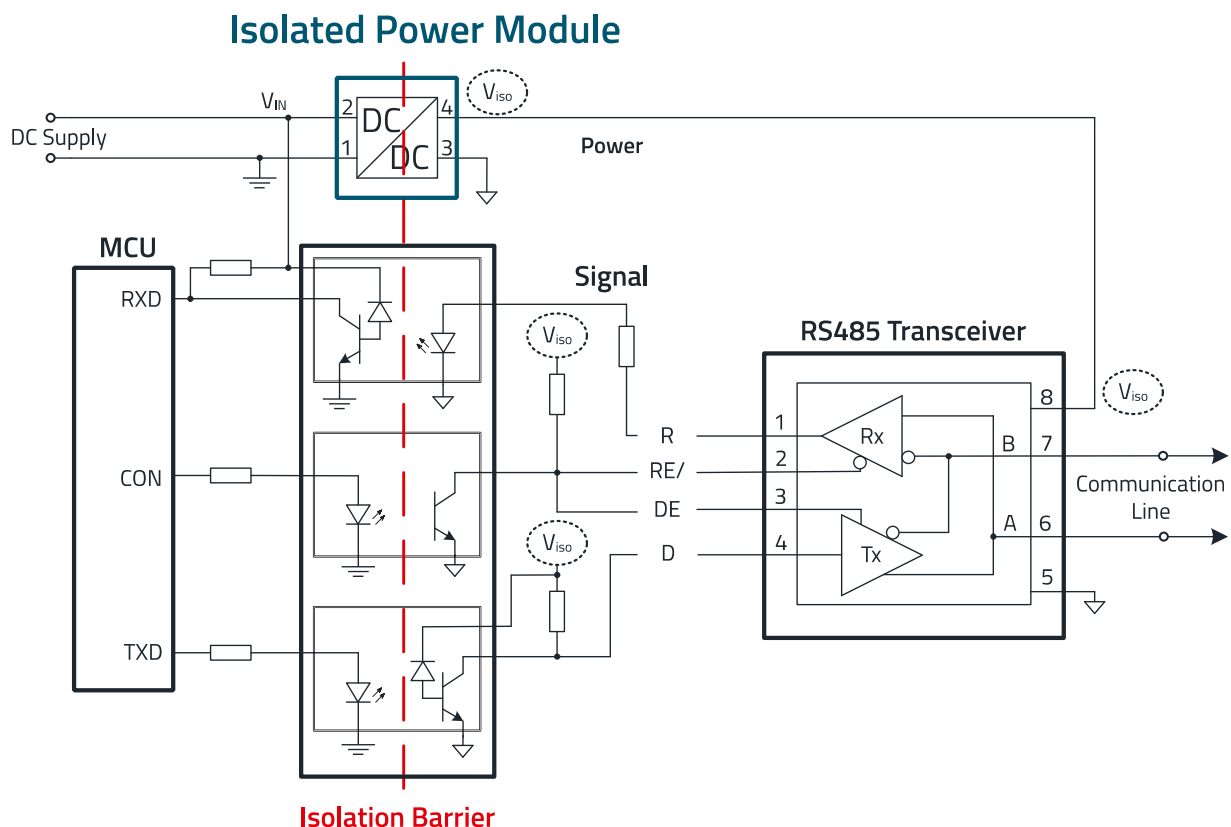 Isolated Power Module
VIN
DC Supply
2
1
DC
DC
4
3
Viso
Power
MCU
RXD
CON
TXD
Signal
Viso
Viso
R
RE/
DE
D
RS485 Transceiver
1
2
3
4
Rx
Tx
B
A
8
7
6
5
Viso
Communication
Line
Isolation Barrier